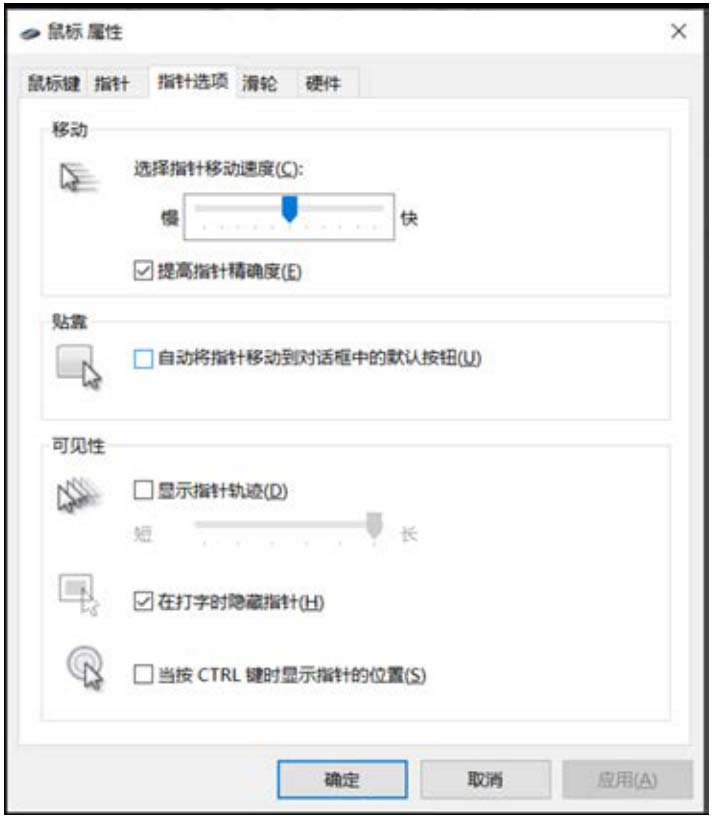 鼠标 属性
鼠标键 指针 指针选项 滑轮 硬件
移动
选择指针移动速度(C):
慢 快
提高指针精确度(E)
贴靠
自动将指针移动到对话框中的默认按钮(U)
可见性
显示指针轨迹(D)
短 长
在打字时隐藏指针(H)
当按 CTRL 键时显示指针的位置(S)
确定 取消 应用(A)